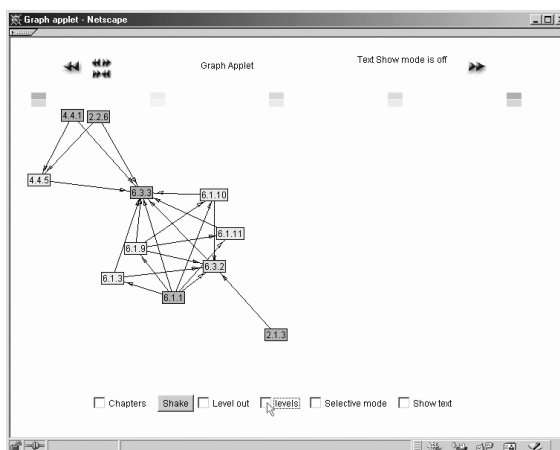 Graph applet - Netscape
Graph Applet
Text Show mode is off
4.4.1
2.2.6
4.4.5
6.3.3
6.1.10
6.1.11
6.1.9
6.3.2
6.1.3
6.1.1
2.1.3
Chapters
Shake
Level out
levels
Selective mode
Show text